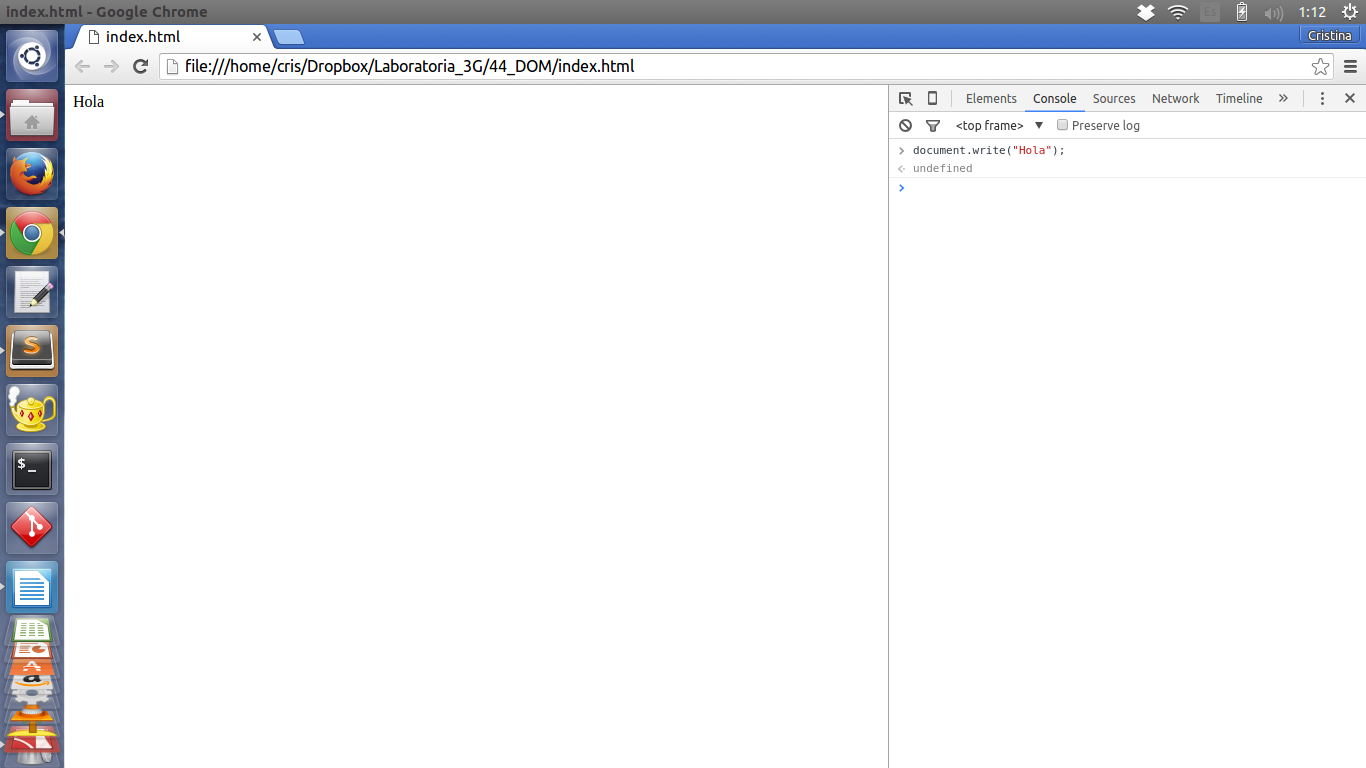 index.html - Google Chrome
Es
1:12
index.html
Cristina
file:///home/cris/Dropbox/Laboratoria_3G/44_DOM/index.html
Hola
Elements Console Sources Network Timeline »
<top frame> ▼ Preserve log
> document.write("Hola");
undefined
>
S
$ _
a